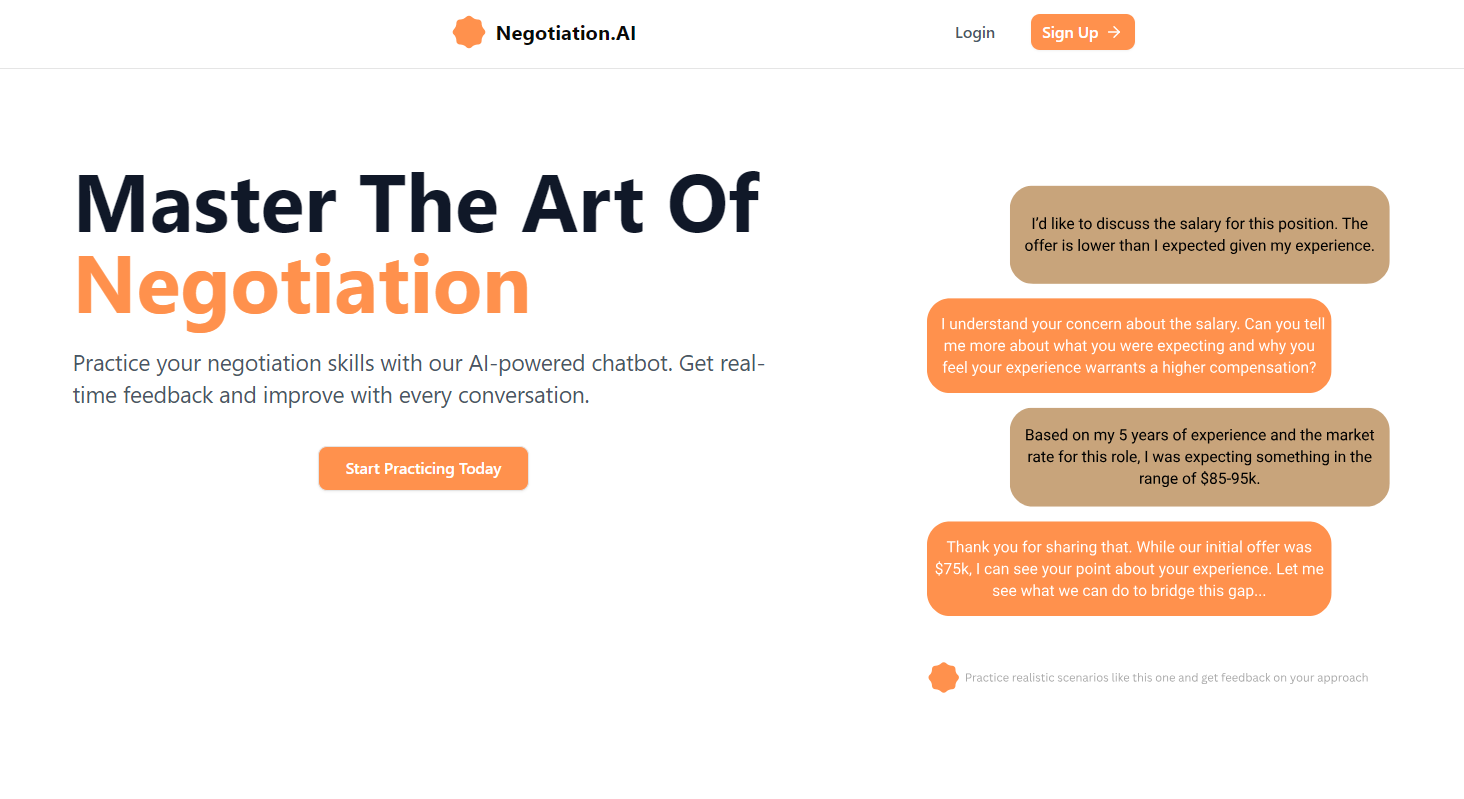 Negotiation.AI
Login
Sign Up
Master The Art Of
Negotiation
Practice your negotiation skills with our AI-powered chatbot. Get real-
time feedback and improve with every conversation.
Start Practicing Today
I’d like to discuss the salary for this position. The
offer is lower than I expected given my experience.
I understand your concern about the salary. Can you tell
me more about what you were expecting and why you
feel your experience warrants a higher compensation?
Based on my 5 years of experience and the market
rate for this role, I was expecting something in the
range of $85-95k.
Thank you for sharing that. While our initial offer was
$75k, I can see your point about your experience. Let me
see what we can do to bridge this gap...
Practice realistic scenarios like this one and get feedback on your approach